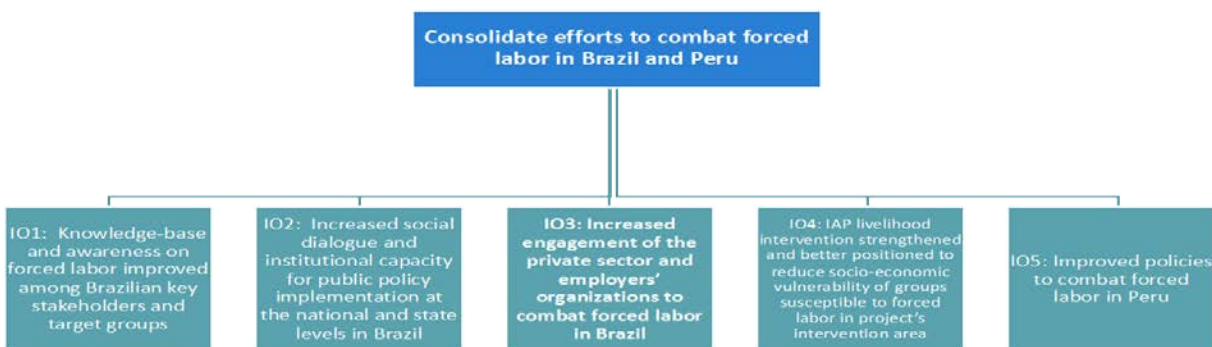 Consolidate efforts to combat forced
labor in Brazil and Peru
IO1: Knowledge-base
and awareness on
forced labor improved
among Brazilian key
stakeholders and
target groups
IO2: Increased social
dialogue and
institutional capacity
for public policy
implementation at
the national and state
levels in Brazil
IO3: Increased
engagement of the
private sector and
employers’
organizations to
combat forced labor
in Brazil
IO4: IAP livelihood
intervention strengthened
and better positioned to
reduce socio-economic
vulnerability of groups
susceptible to forced
labor in project’s
intervention area
IO5: Improved policies
to combat forced
labor in Peru